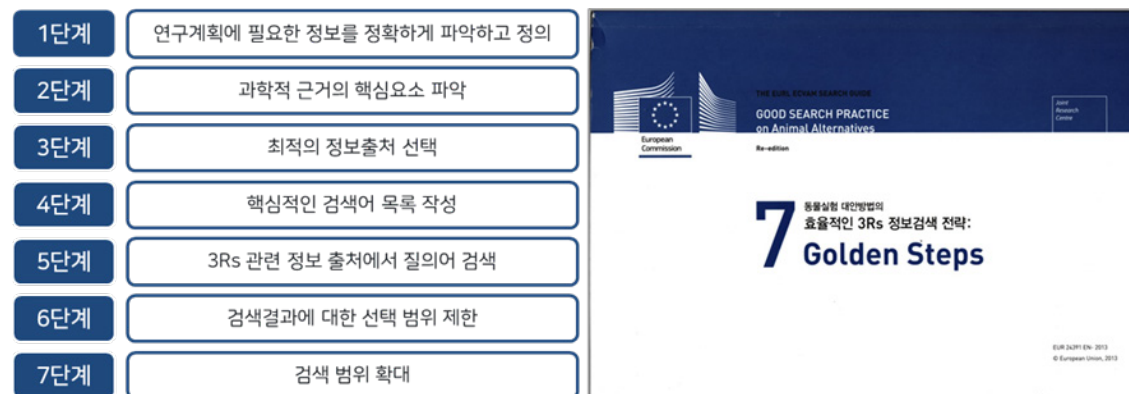 1단계
연구계획에 필요한 정보를 정확하게 파악하고 정의
2단계
과학적 근거의 핵심요소 파악
3단계
최적의 정보출처 선택
4단계
핵심적인 검색어 목록 작성
5단계
3Rs 관련 정보 출처에서 질의어 검색
6단계
검색결과에 대한 선택 범위 제한
7단계
검색 범위 확대
THE EURL ECVAM SEARCH GUIDE
GOOD SEARCH PRACTICE
on Animal Alternatives
Re-edition
European
Commission
Joint
Research
Centre
7
동물실험 대안방법의
효율적인 3Rs 정보검색 전략:
Golden Steps
EUR 24391 EN- 2013
© European Union, 2013